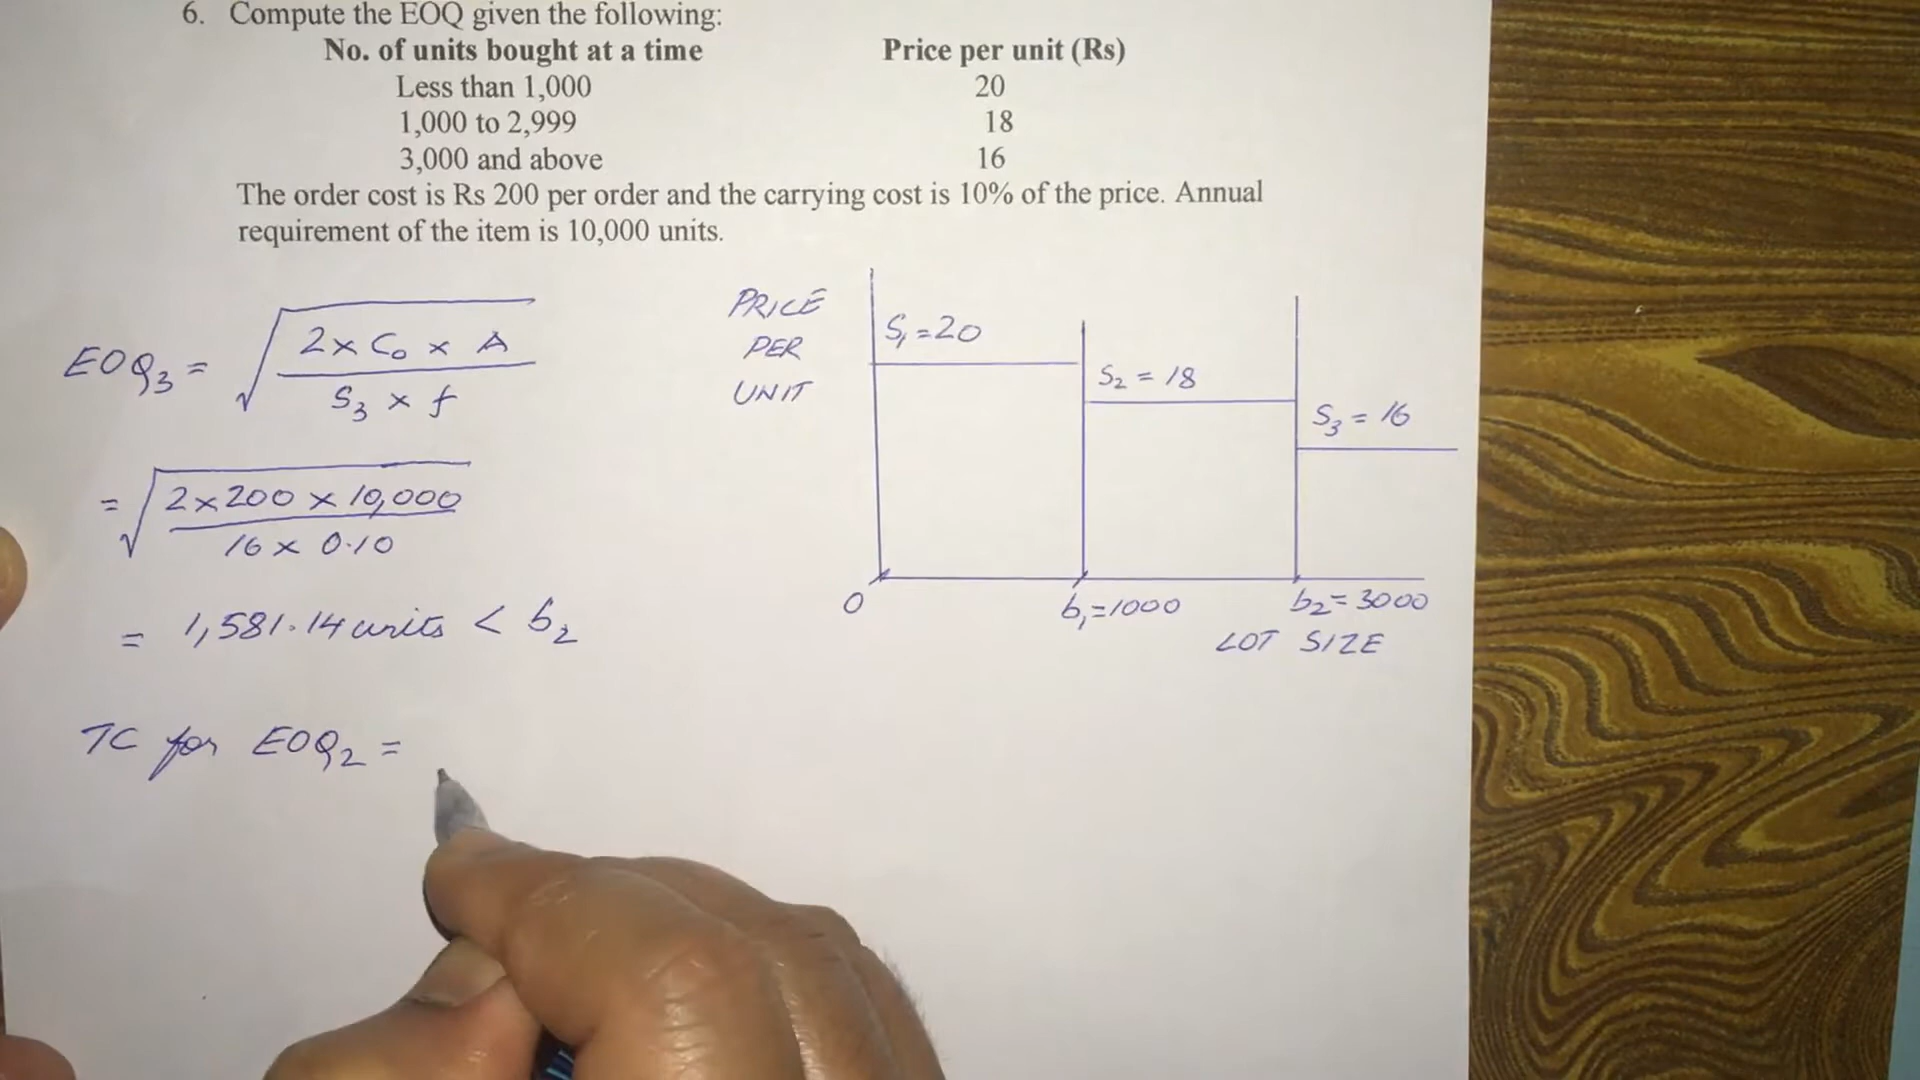 6. Compute the EOQ given the following:
No. of units bought at a time Price per unit (Rs)
Less than 1,000 20
1,000 to 2,999 18
3,000 and above 16
The order cost is Rs 200 per order and the carrying cost is 10% of the price. Annual
requirement of the item is 10,000 units.
EOQ₃ = √(2 × C₀ × A / S₃ × f)
= √(2 × 200 × 10,000 / 16 × 0.10)
= 1,581.14 units < b₂
TC for EOQ₂ =
PRICE
PER
UNIT
S₁ = 20
S₂ = 18
S₃ = 16
0 b₁ = 1000 b₂ = 3000
LOT SIZE